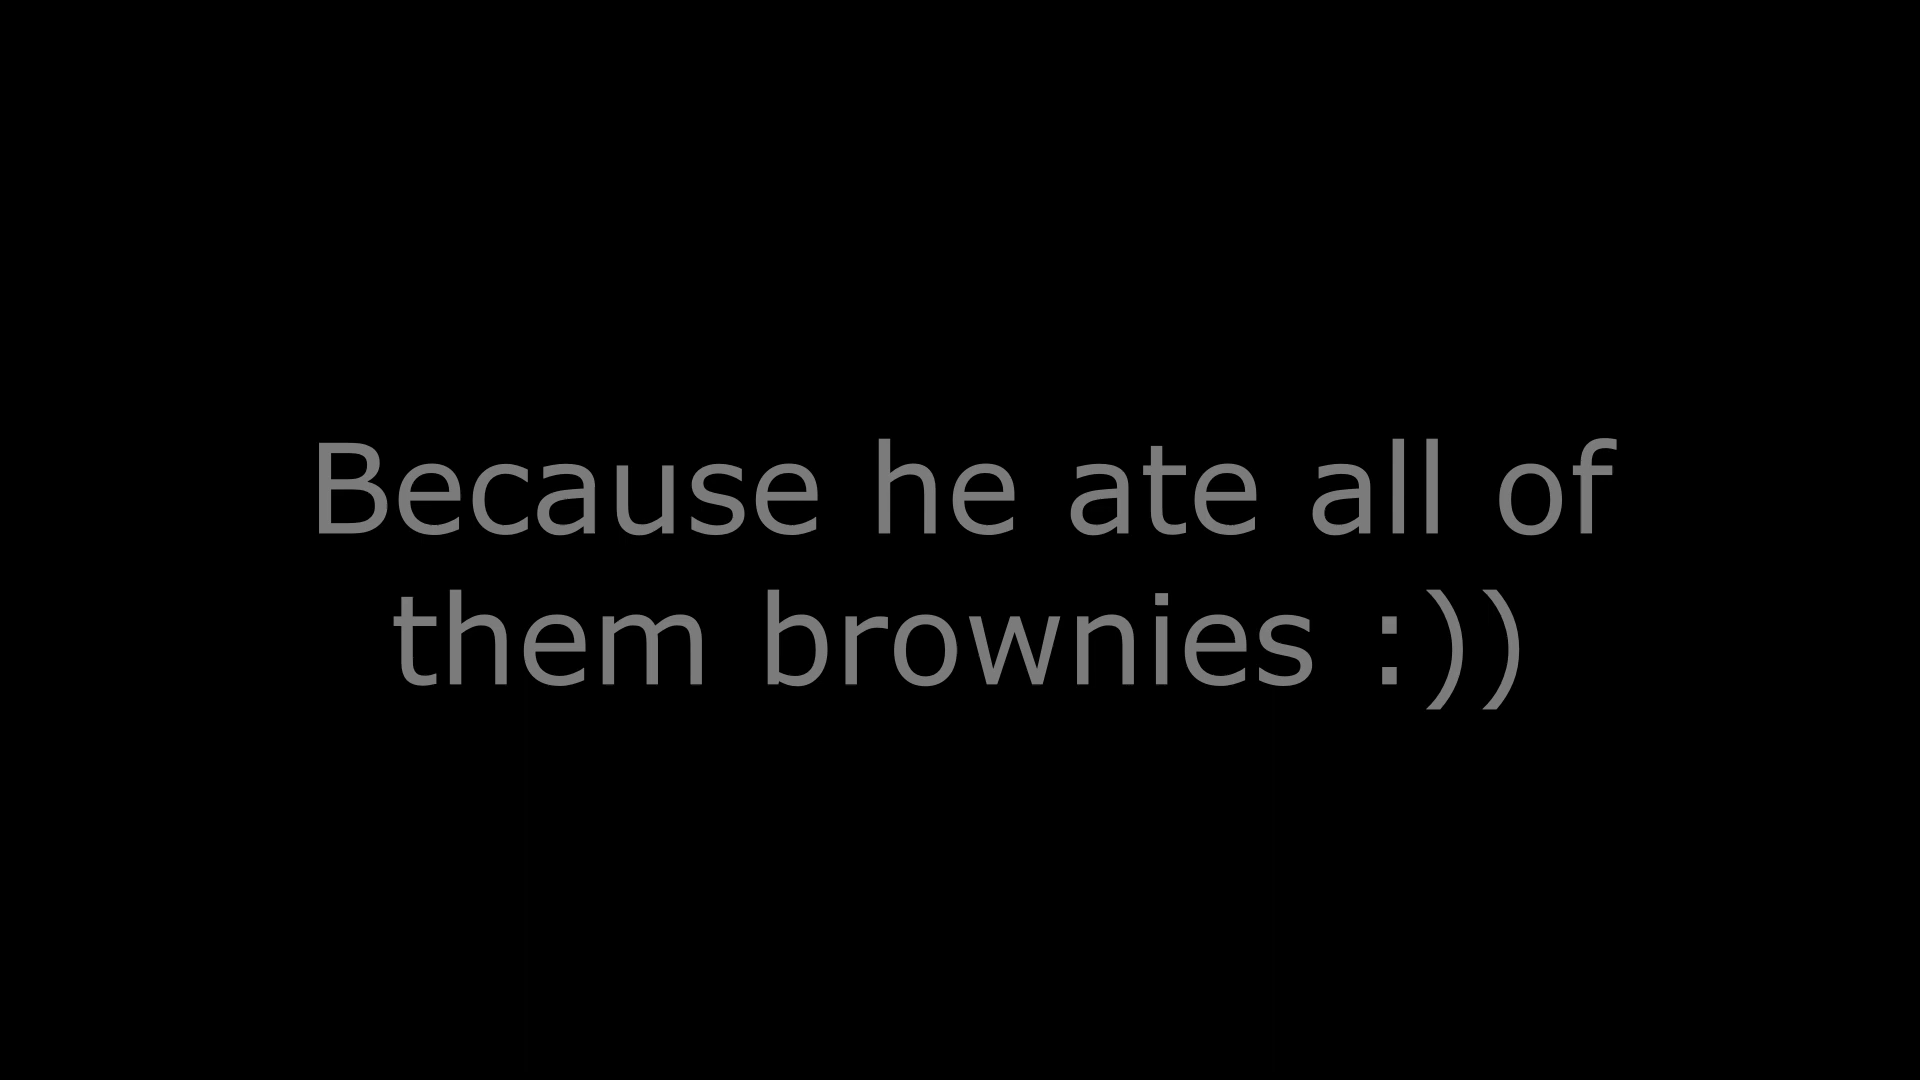 Because he ate all of
them brownies :))